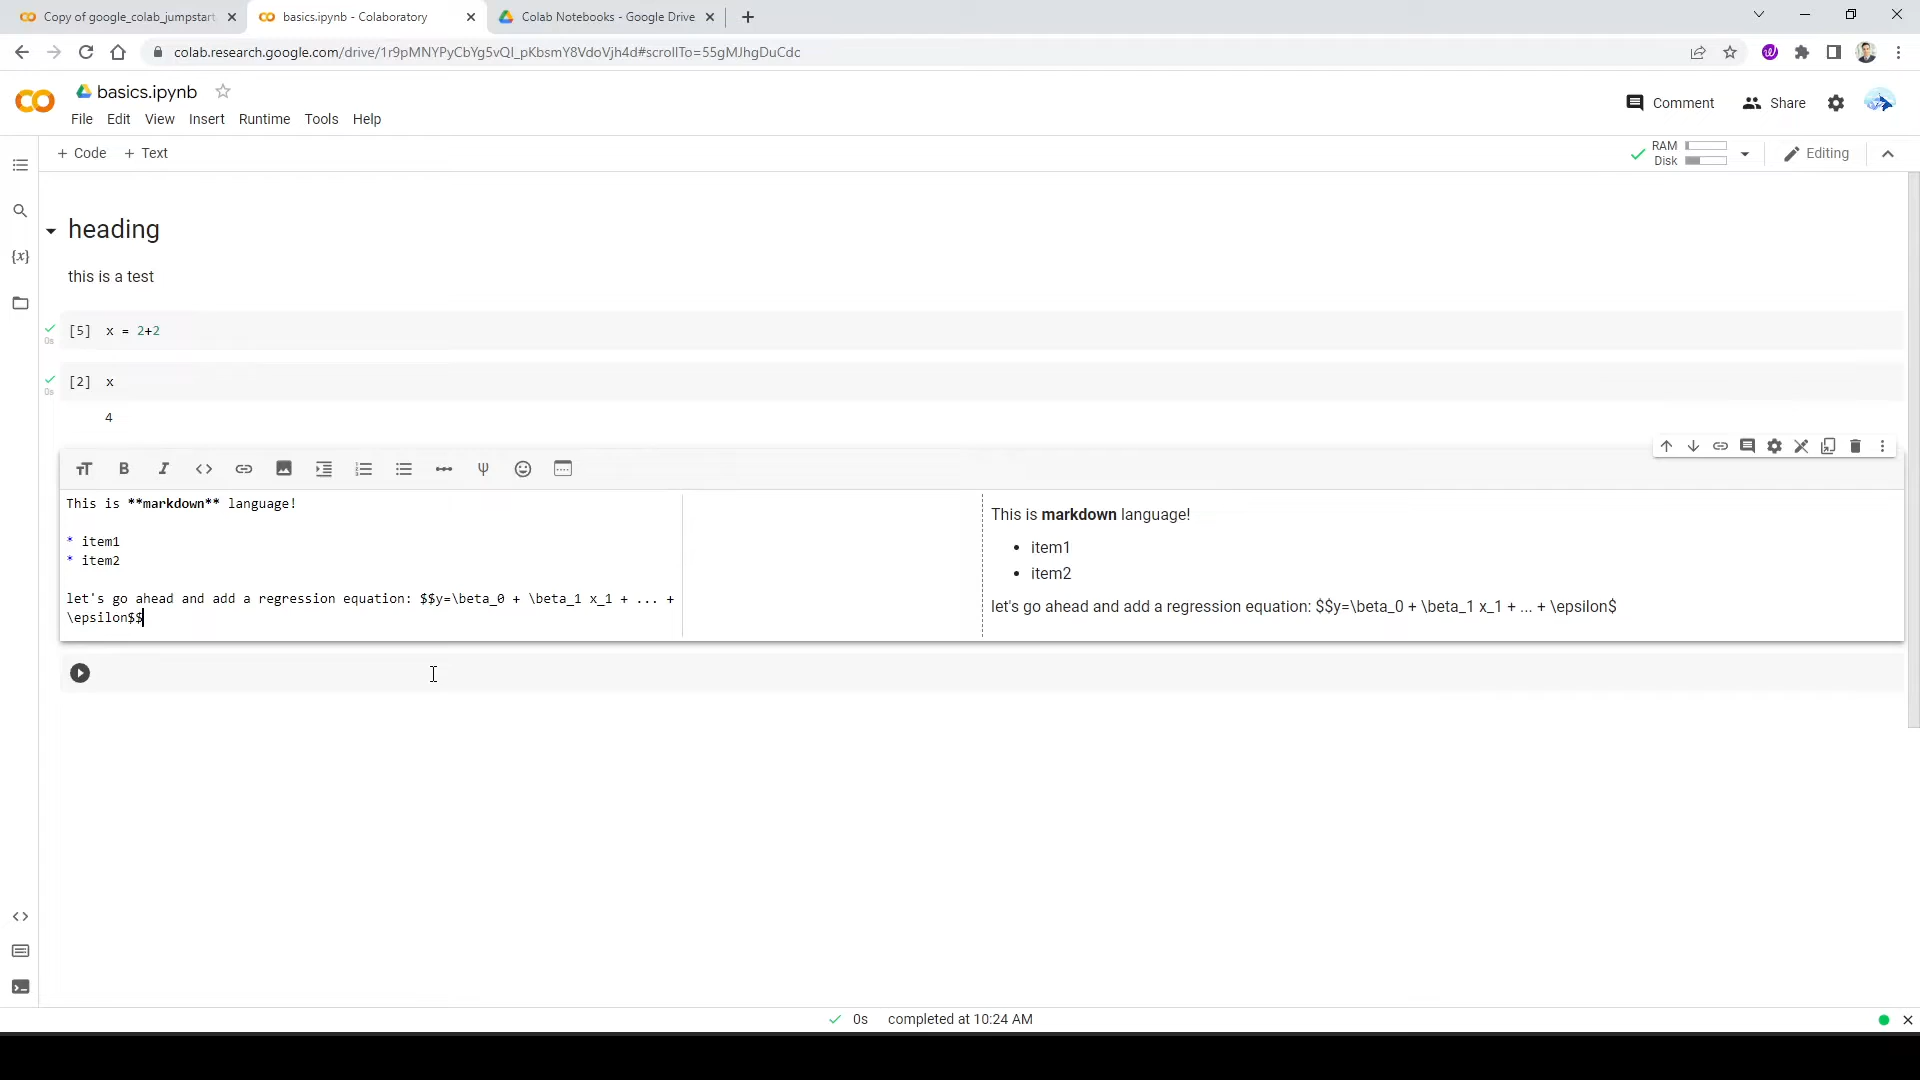 Copy of google_colab_jumpstart.
basics.ipynb - Colaboratory
Colab Notebooks - Google Drive
colab.research.google.com/drive/1r9pMNYPyCbYg5vQI_pKbsmY8VdoVjh4d#scrollTo=55gMJhgDuCdc
basics.ipynb
File Edit View Insert Runtime Tools Help
Comment Share
+ Code + Text
RAM
Disk
Editing
heading
this is a test
0s
[5] x = 2+2
0s
[2] x
4
This is **markdown** language!
* item1
* item2
let's go ahead and add a regression equation: $$y=\beta_0 + \beta_1 x_1 + ... +
\epsilon$$
This is markdown language!
• item1
• item2
let's go ahead and add a regression equation: $$y=\beta_0 + \beta_1 x_1 + ... + \epsilon$
0s completed at 10:24 AM